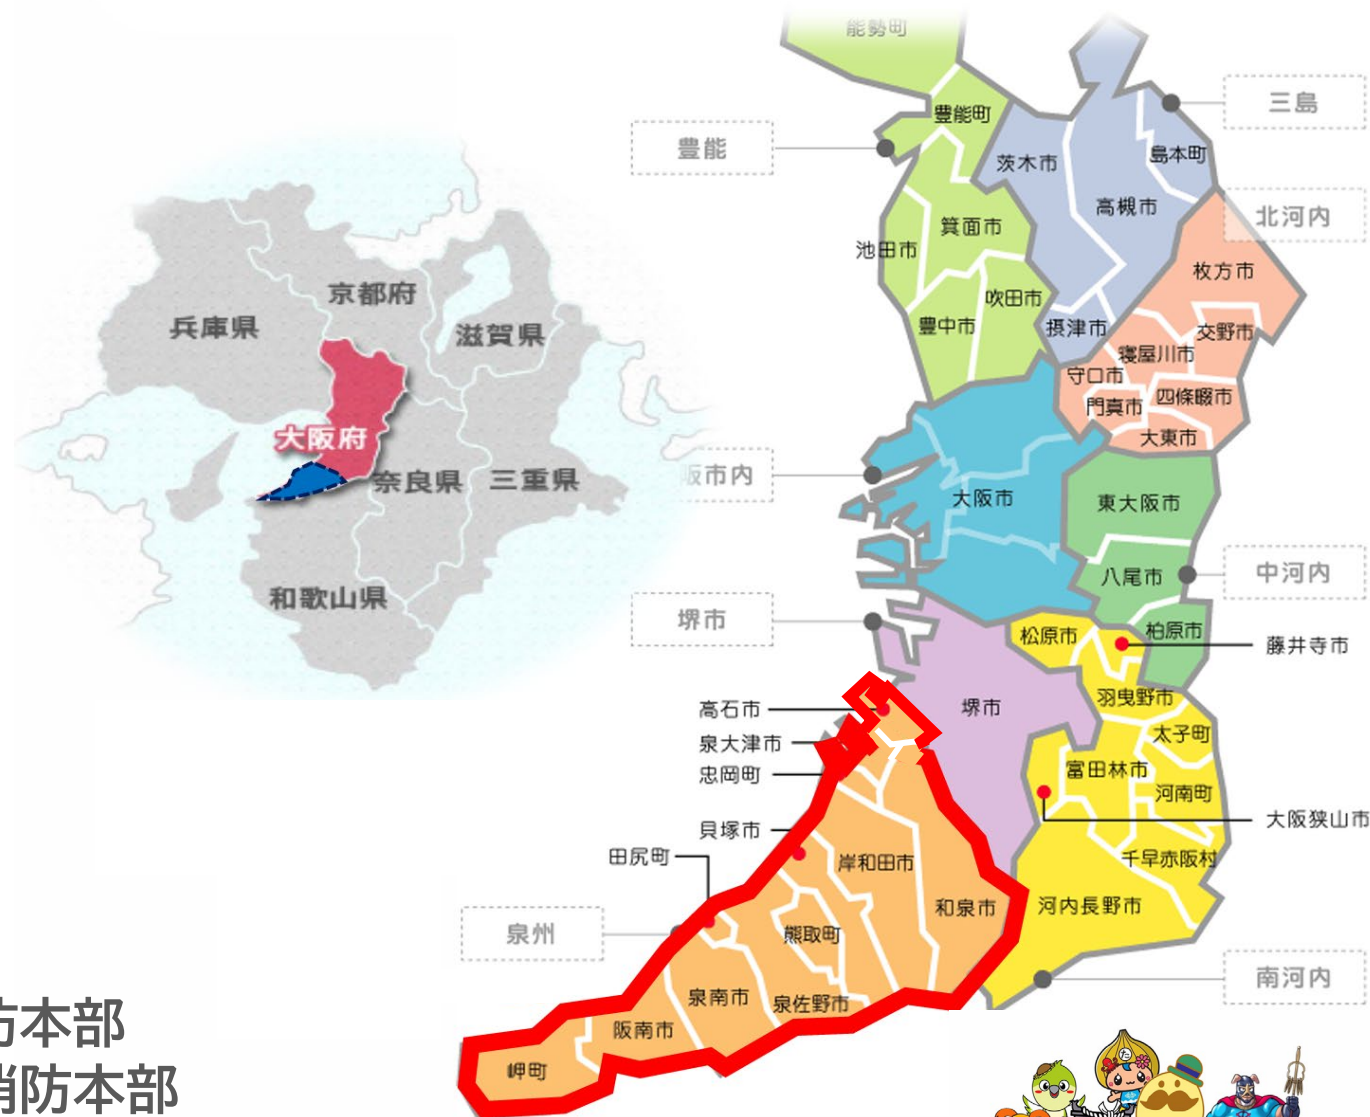 能勢町
豊能町
三島
豊能
茨木市
島本町
高槻市
北河内
箕面市
池田市
枚方市
京都府
兵庫県
滋賀県
吹田市
豊中市
摂津市
交野市
寝屋川市
守口市
四條畷市
門真市
大東市
大阪府
奈良県
三重県
阪市内
大阪市
東大阪市
八尾市
中河内
和歌山県
堺市
松原市
柏原市
藤井寺市
羽曳野市
高石市
堺市
太子町
泉大津市
忠岡町
富田林市
河南町
大阪狭山市
貝塚市
田尻町
岸和田市
千早赤阪村
和泉市
河内長野市
泉州
熊取町
南河内
泉南市
泉佐野市
阪南市
岬町
防本部
消防本部
た